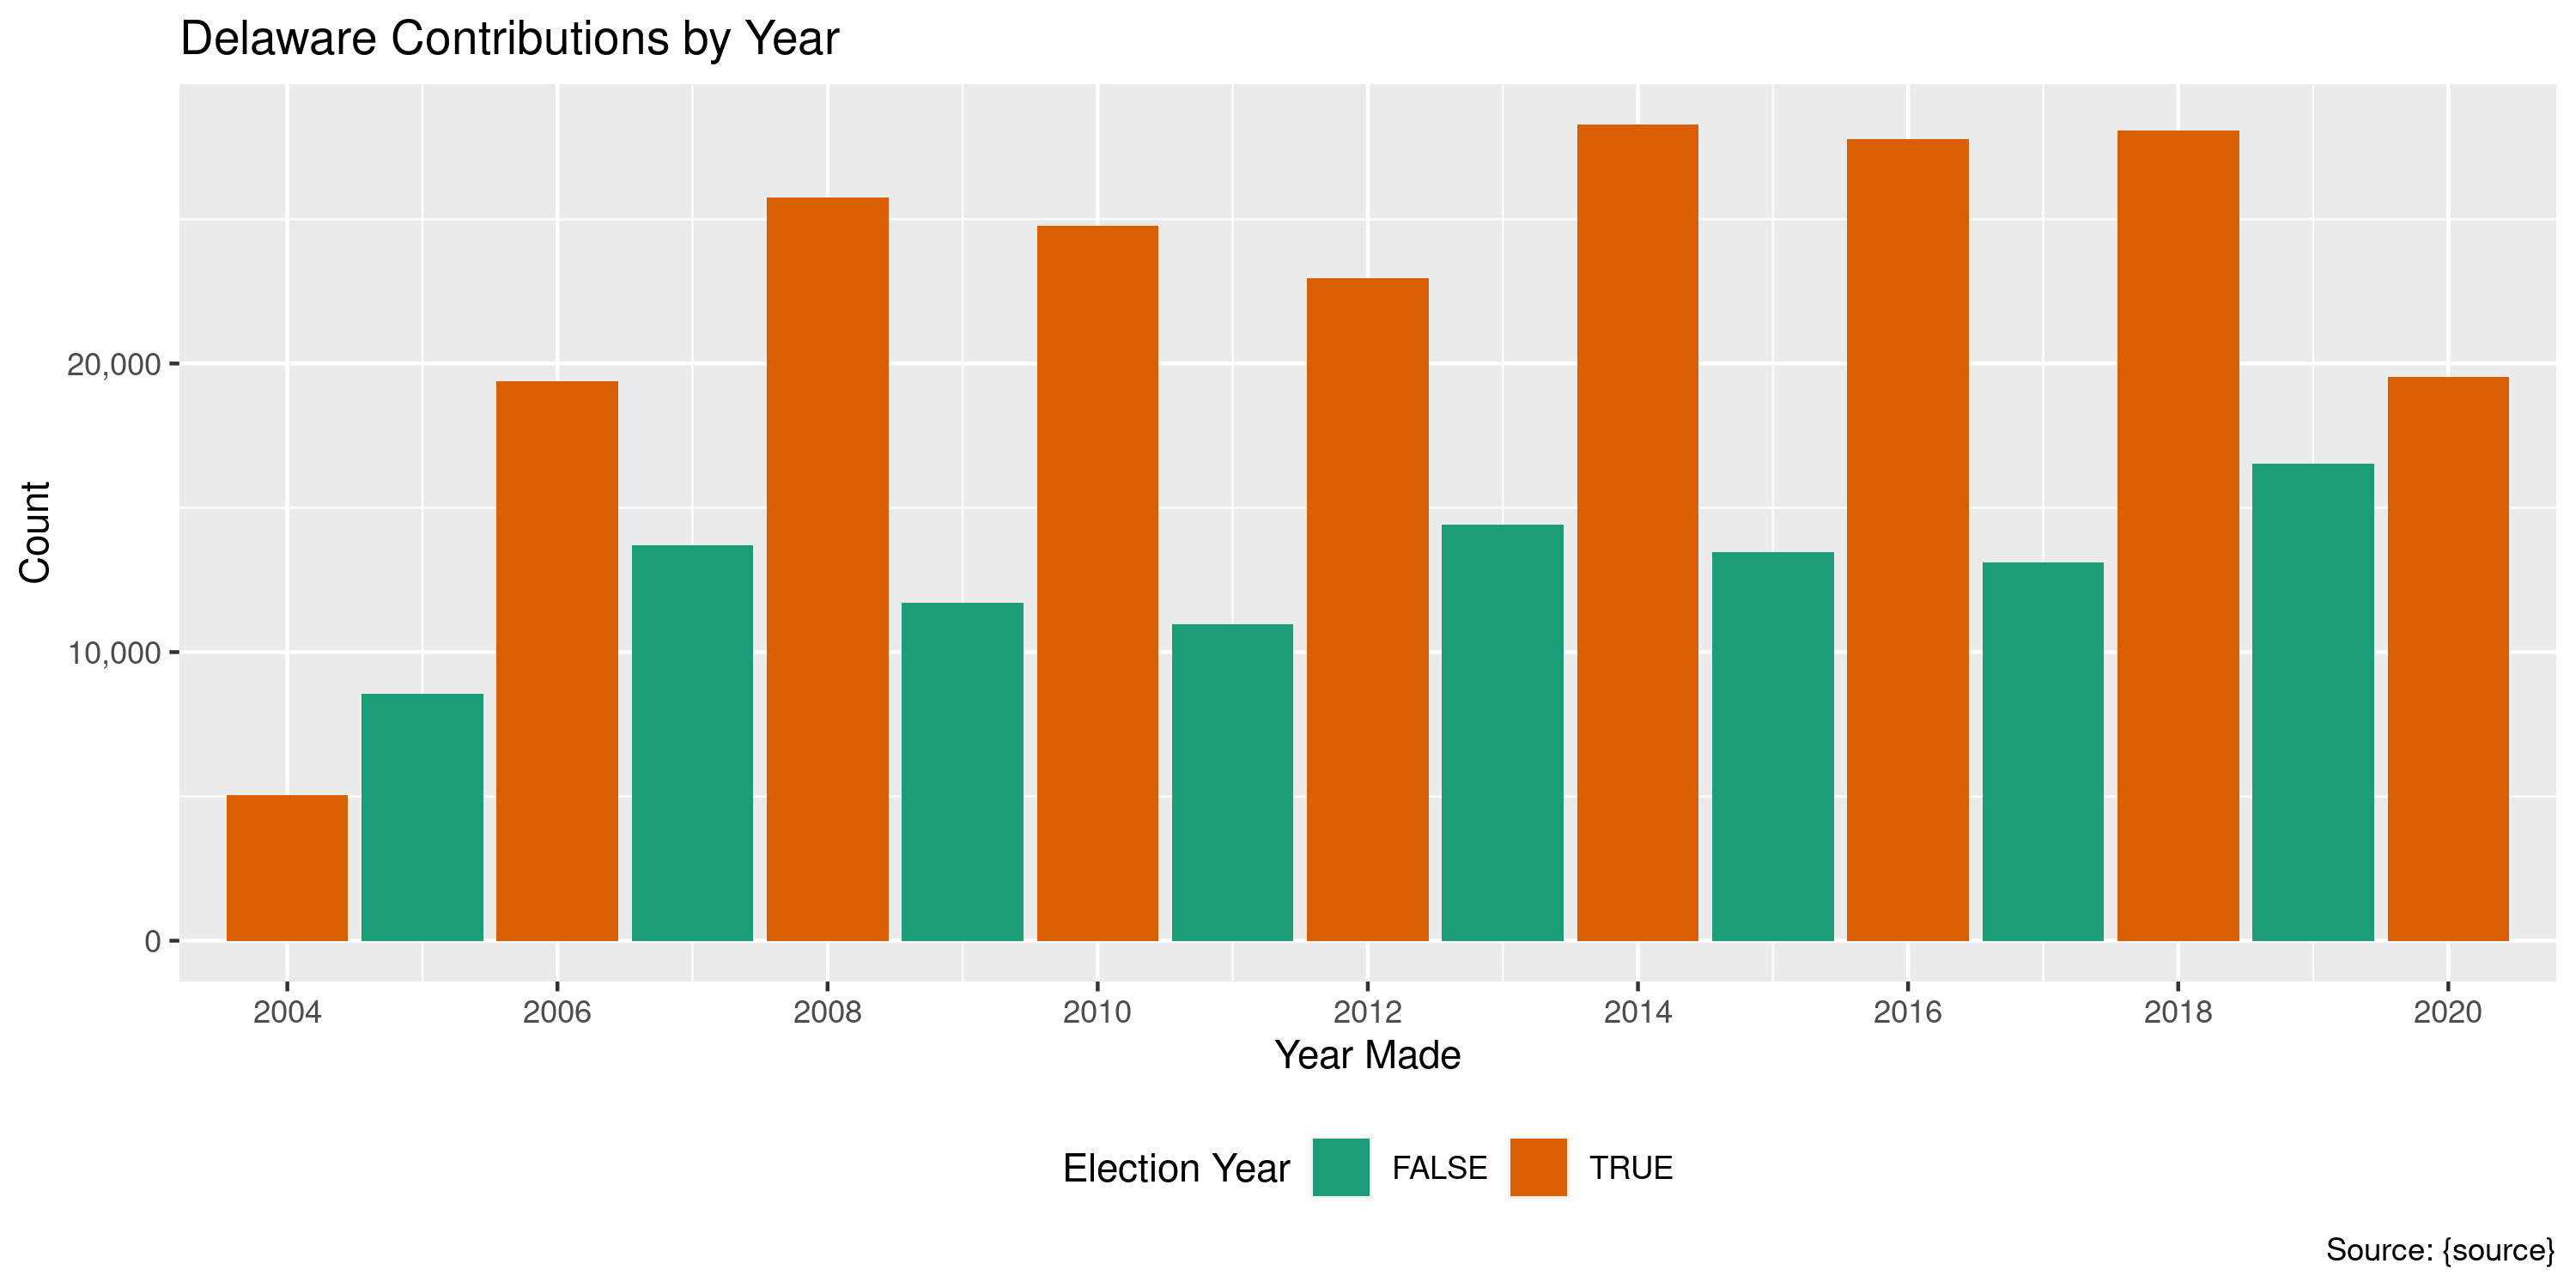 Delaware Contributions by Year
Count
20,000
10,000
0
2004 2006 2008 2010 2012 2014 2016 2018 2020
Year Made
Election Year FALSE TRUE
Source: {source}